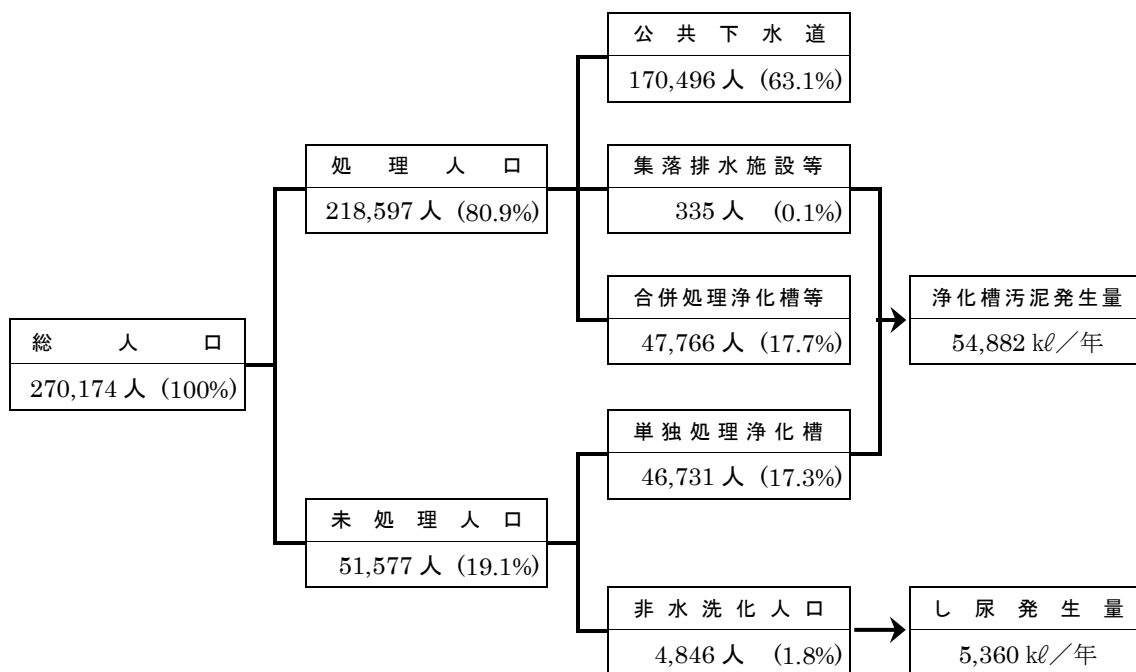 公共下水道
170,496 人 (63.1%)
処理人口
218,597 人 (80.9%)
集落排水施設等
335 人 (0.1%)
合併処理浄化槽等
47,766 人 (17.7%)
浄化槽汚泥発生量
54,882 kℓ／年
総人口
270,174 人 (100%)
単独処理浄化槽
46,731 人 (17.3%)
未処理人口
51,577 人 (19.1%)
非水洗化人口
4,846 人 (1.8%)
し尿発生量
5,360 kℓ／年